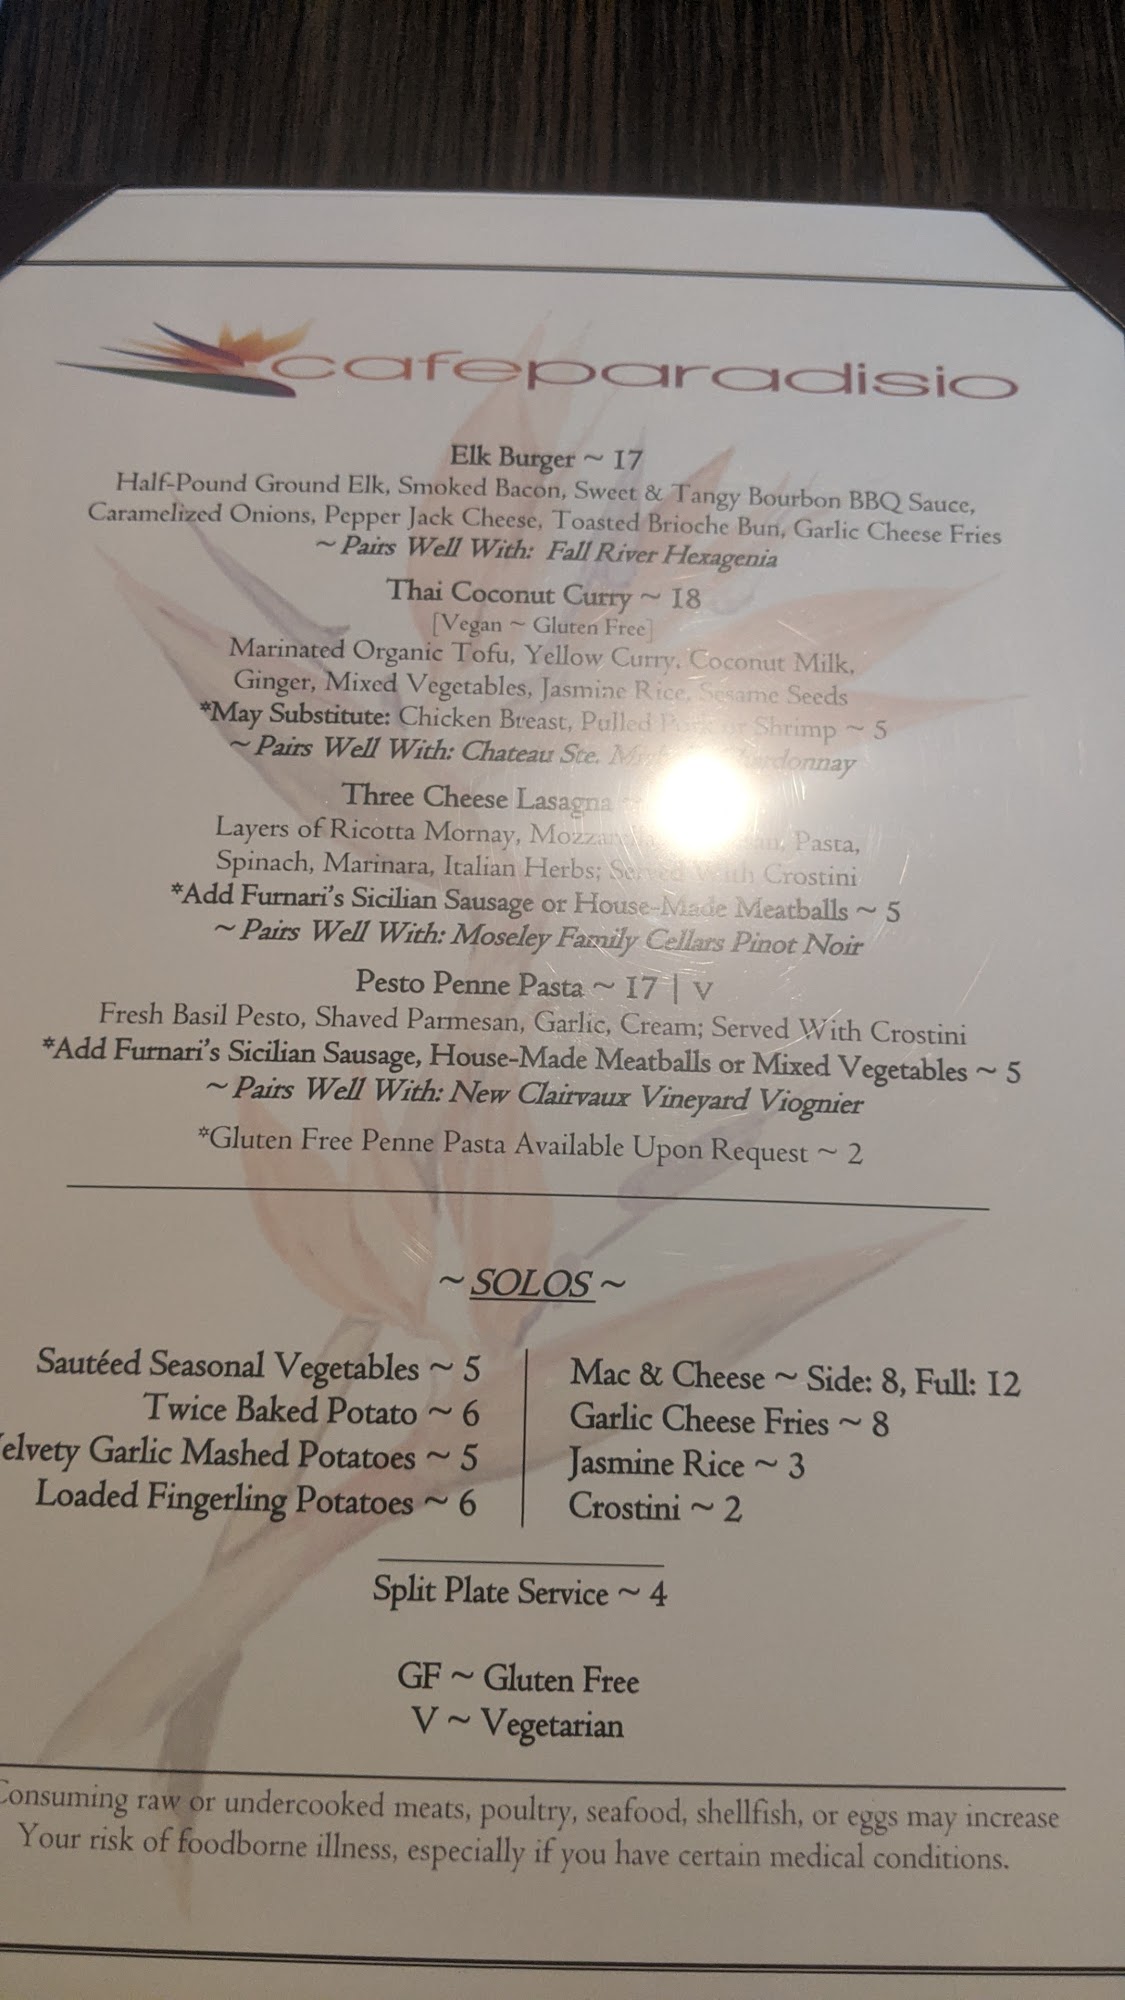 cafeparadisio
Elk Burger ~ 17
Half-Pound Ground Elk, Smoked Bacon, Sweet & Tangy Bourbon BBQ Sauce,
Caramelized Onions, Pepper Jack Cheese, Toasted Brioche Bun, Garlic Cheese Fries
~ Pairs Well With: Fall River Hexagenia
Thai Coconut Curry ~ 18
[Vegan ~ Gluten Free]
Marinated Organic Tofu, Yellow Curry, Coconut Milk,
Ginger, Mixed Vegetables, Jasmine Rice, Sesame Seeds
*May Substitute: Chicken Breast, Pulled Pork or Shrimp ~ 5
~ Pairs Well With: Chateau Ste. Chardonnay
Three Cheese Lasagna
Layers of Ricotta Mornay, Pasta,
Spinach, Marinara, Italian Herbs; Served With Crostini
*Add Furnari's Sicilian Sausage or House-Made Meatballs ~ 5
~ Pairs Well With: Moseley Family Cellars Pinot Noir
Pesto Penne Pasta ~ 17 | V
Fresh Basil Pesto, Shaved Parmesan, Garlic, Cream; Served With Crostini
*Add Furnari's Sicilian Sausage, House-Made Meatballs or Mixed Vegetables ~ 5
~ Pairs Well With: New Clairvaux Vineyard Viognier
*Gluten Free Penne Pasta Available Upon Request ~ 2
~ SOLOS ~
Sautéed Seasonal Vegetables ~ 5
Twice Baked Potato ~ 6
Velvety Garlic Mashed Potatoes ~ 5
Loaded Fingerling Potatoes ~ 6
Mac & Cheese ~ Side: 8, Full: 12
Garlic Cheese Fries ~ 8
Jasmine Rice ~ 3
Crostini ~ 2
Split Plate Service ~ 4
GF ~ Gluten Free
V ~ Vegetarian
Consuming raw or undercooked meats, poultry, seafood, shellfish, or eggs may increase
Your risk of foodborne illness, especially if you have certain medical conditions.